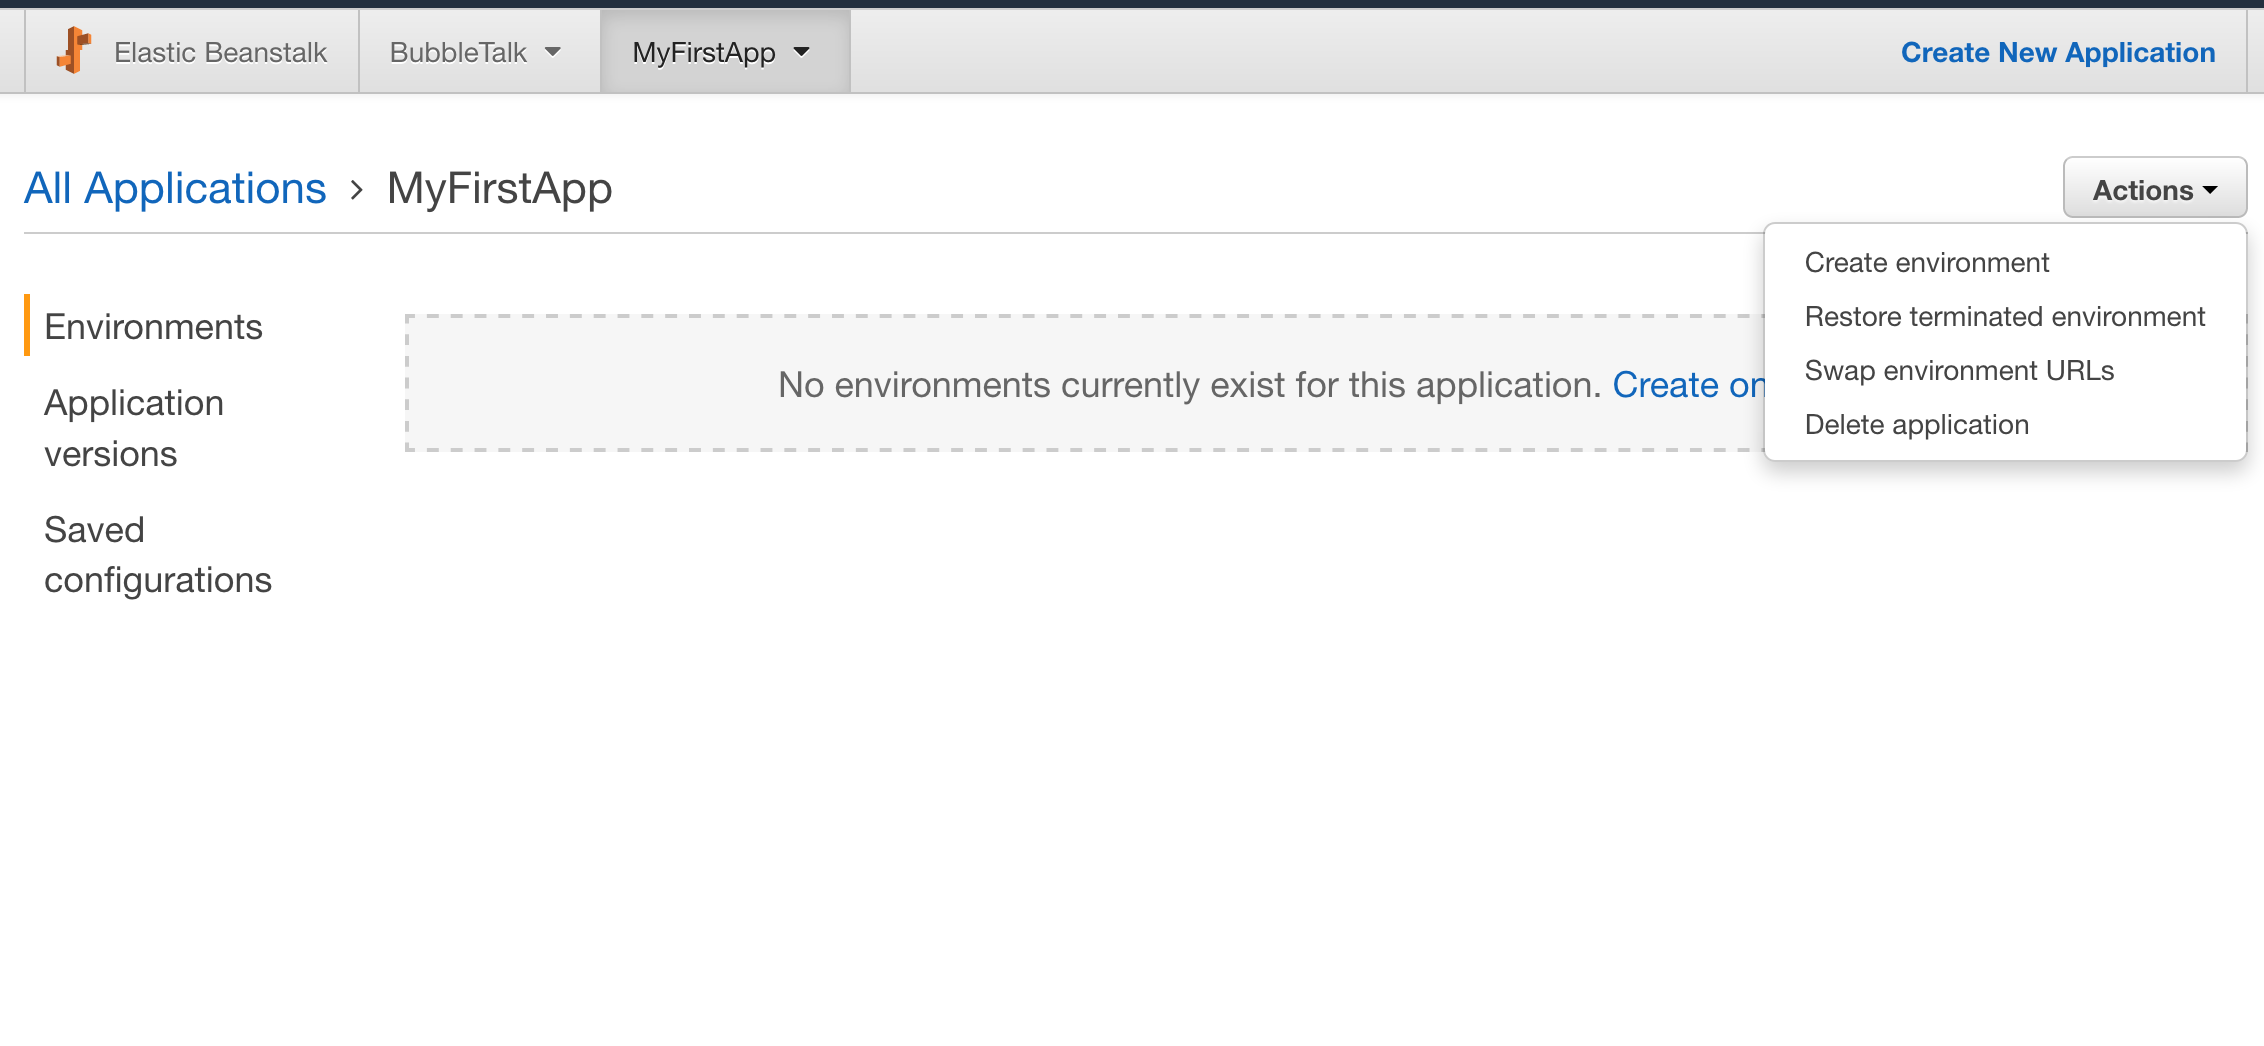 Elastic Beanstalk
BubbleTalk
MyFirstApp
Create New Application
All Applications › MyFirstApp
Actions
Create environment
Restore terminated environment
Swap environment URLs
Delete application
Environments
Application
versions
Saved
configurations
No environments currently exist for this application. Create on